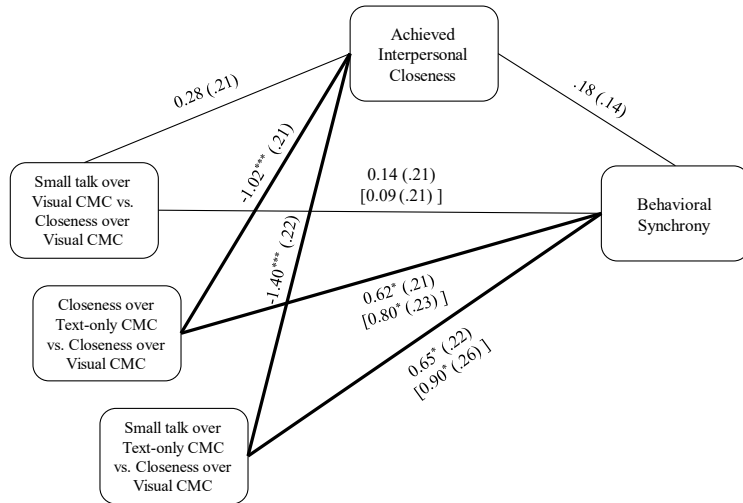 Achieved
Interpersonal
Closeness
0.28 (.21)
.18 (.14)
-1.02*** (.21)
-1.40*** (.22)
Small talk over
Visual CMC vs.
Closeness over
Visual CMC
0.14 (.21)
[0.09 (.21) ]
Behavioral
Synchrony
Closeness over
Text-only CMC
vs. Closeness over
Visual CMC
0.62* (.21)
[0.80* (.23) ]
0.65* (.22)
[0.90* (.26) ]
Small talk over
Text-only CMC
vs. Closeness over
Visual CMC